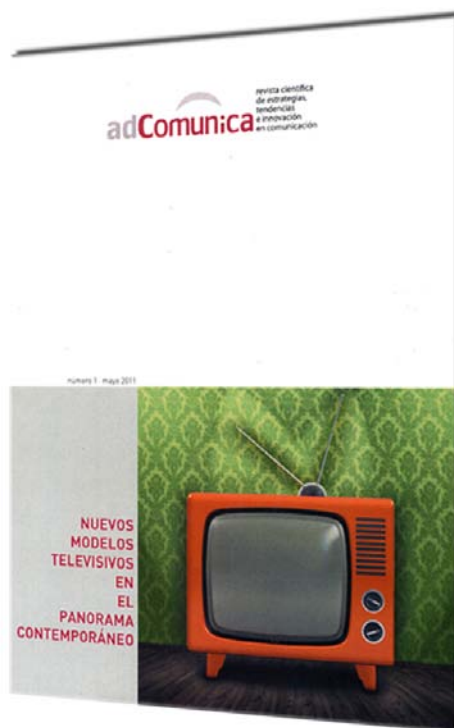 adComunica
revista científica
de estrategias,
tendencias
e innovación
en comunicación
número 1 mayo 2011
NUEVOS
MODELOS
TELEVISIVOS
EN
EL
PANORAMA
CONTEMPORÁNEO